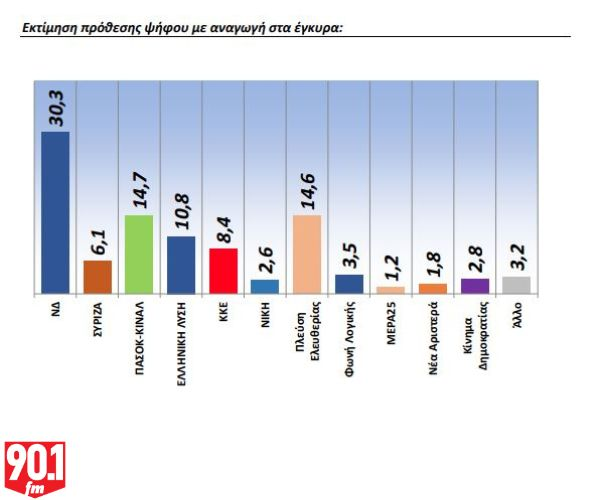 Εκτίμηση πρόθεσης ψήφου με αναγωγή στα έγκυρα:
30,3
6,1
14,7
10,8
8,4
2,6
14,6
3,5
1,2
1,8
2,8
3,2
ΝΔ
ΣΥΡΙΖΑ
ΠΑΣΟΚ-ΚΙΝΑΛ
ΕΛΛΗΝΙΚΗ ΛΥΣΗ
ΚΚΕ
ΝΙΚΗ
Πλεύση
Ελευθερίας
Φωνή Λογικής
ΜΕΡΑ25
Νέα Αριστερά
Κίνημα
Δημοκρατίας
Άλλο
90.1
fm